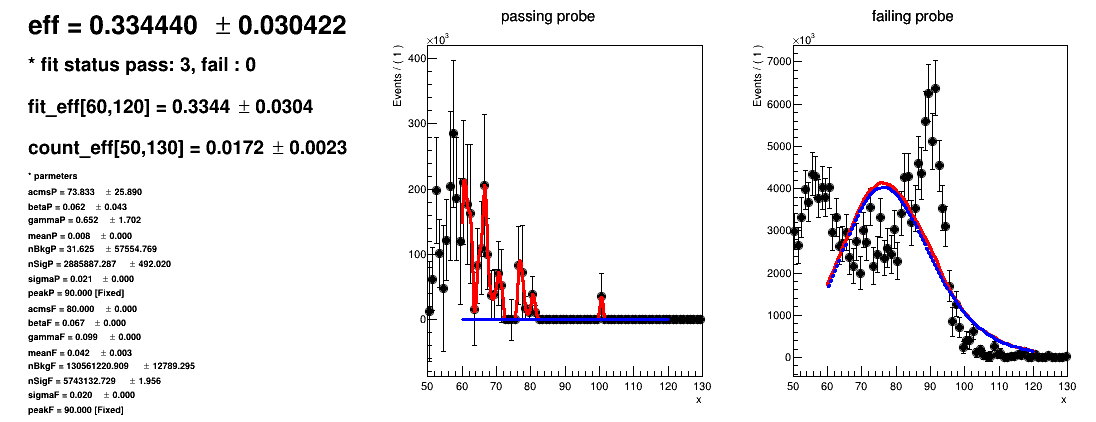 eff = 0.334440 ± 0.030422
* fit status pass: 3, fail : 0
fit_eff[60,120] = 0.3344 ± 0.0304
count_eff[50,130] = 0.0172 ± 0.0023
* parmeters
acmsP = 73.833 ± 25.890
betaP = 0.062 ± 0.043
gammaP = 0.652 ± 1.702
meanP = 0.008 ± 0.000
nBkgP = 31.625 ± 57554.769
nSigP = 2885887.287 ± 492.020
sigmaP = 0.021 ± 0.000
peakP = 90.000 [Fixed]
acmsF = 80.000 ± 0.000
betaF = 0.067 ± 0.000
gammaF = 0.099 ± 0.000
meanF = 0.042 ± 0.003
nBkgF = 130561220.909 ± 12789.295
nSigF = 5743132.729 ± 1.956
sigmaF = 0.020 ± 0.000
peakF = 90.000 [Fixed]
passing probe
×10³
Events / ( 1 )
400
300
200
100
0
50 60 70 80 90 100 110 120 130
x
failing probe
×10³
Events / ( 1 )
7000
6000
5000
4000
3000
2000
1000
0
50 60 70 80 90 100 110 120 130
x